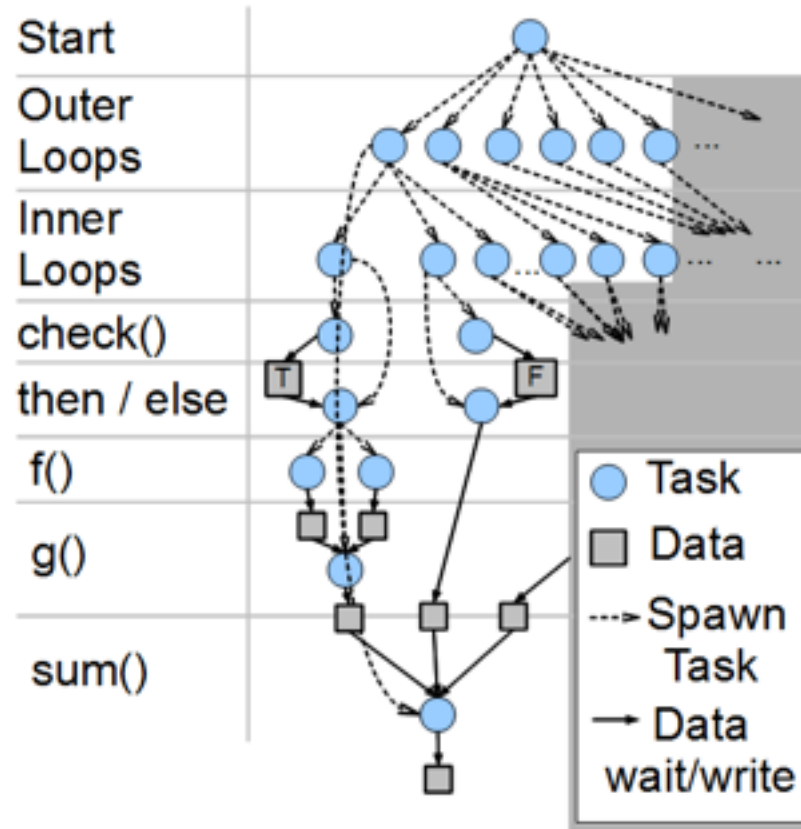 Start
Outer
Loops
...
Inner
Loops
...
...
...
check()
T
F
then / else
f()
Task
g()
Data
Spawn
Task
sum()
Data
wait/write